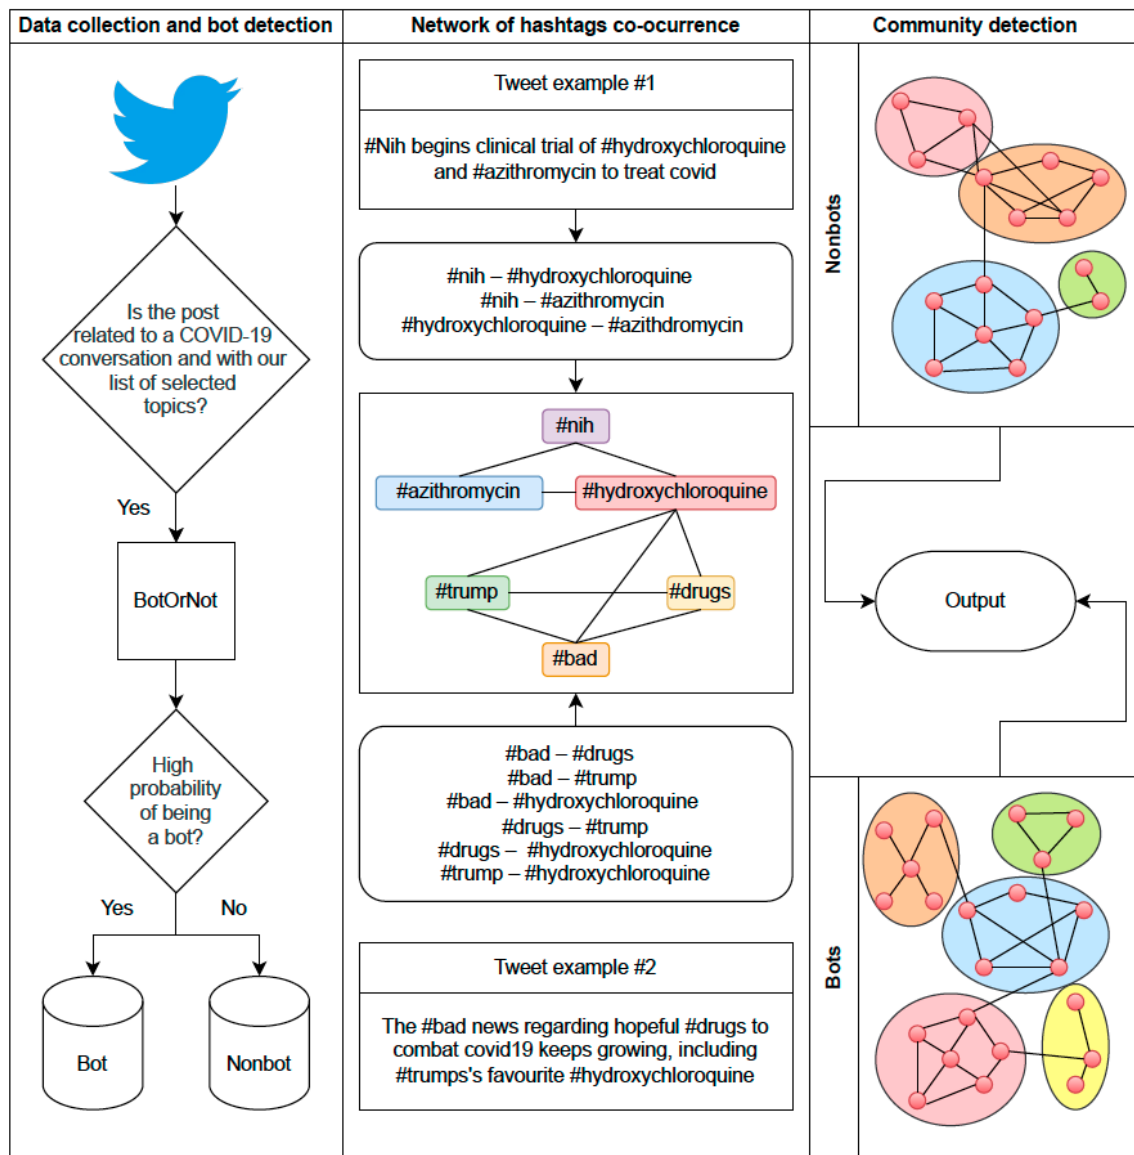 Data collection and bot detection
Is the post
related to a COVID-19
conversation and with our
list of selected
topics?
Yes
BotOrNot
High
probability
of being
a bot?
Yes
No
Bot
Nonbot
Network of hashtags co-ocurrence
Tweet example #1
#Nih begins clinical trial of #hydroxychloroquine
and #azithromycin to treat covid
#nih – #hydroxychloroquine
#nih – #azithromycin
#hydroxychloroquine – #azithdromycin
#nih
#azithromycin
#hydroxychloroquine
#trump
#drugs
#bad
#bad – #drugs
#bad – #trump
#bad – #hydroxychloroquine
#drugs – #trump
#drugs – #hydroxychloroquine
#trump – #hydroxychloroquine
Tweet example #2
The #bad news regarding hopeful #drugs to
combat covid19 keeps growing, including
#trumps's favourite #hydroxychloroquine
Community detection
Nonbots
Output
Bots